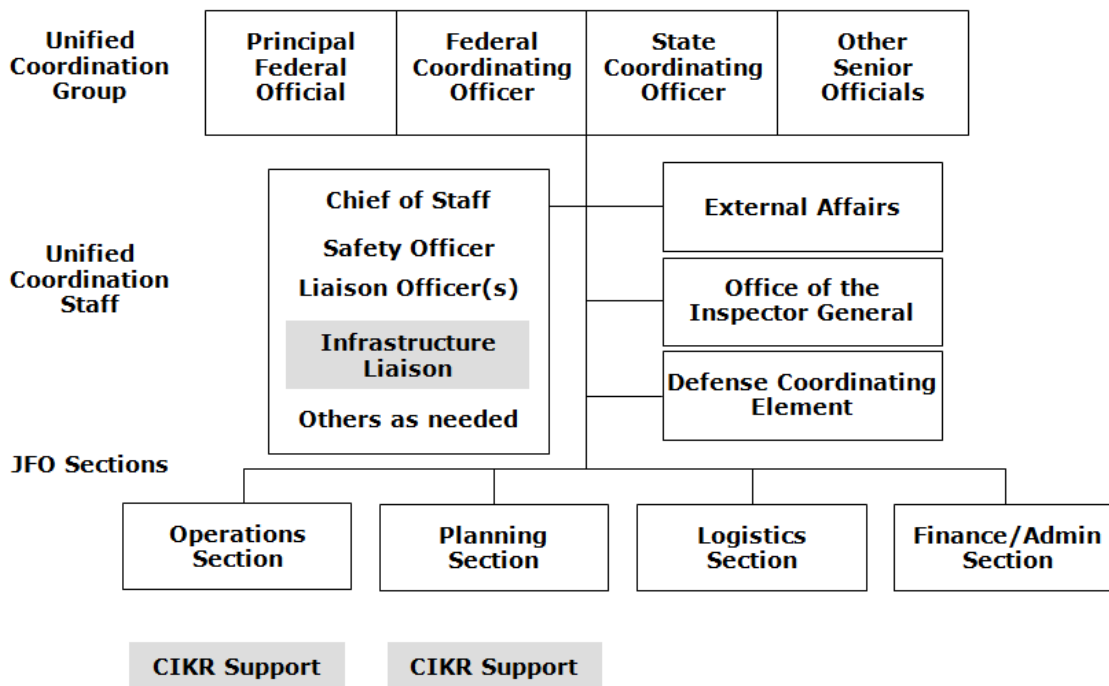 Unified
Coordination
Group
Principal
Federal
Official
Federal
Coordinating
Officer
State
Coordinating
Officer
Other
Senior
Officials
Unified
Coordination
Staff
Chief of Staff
Safety Officer
Liaison Officer(s)
Infrastructure
Liaison
Others as needed
External Affairs
Office of the
Inspector General
Defense Coordinating
Element
JFO Sections
Operations
Section
Planning
Section
Logistics
Section
Finance/Admin
Section
CIKR Support
CIKR Support